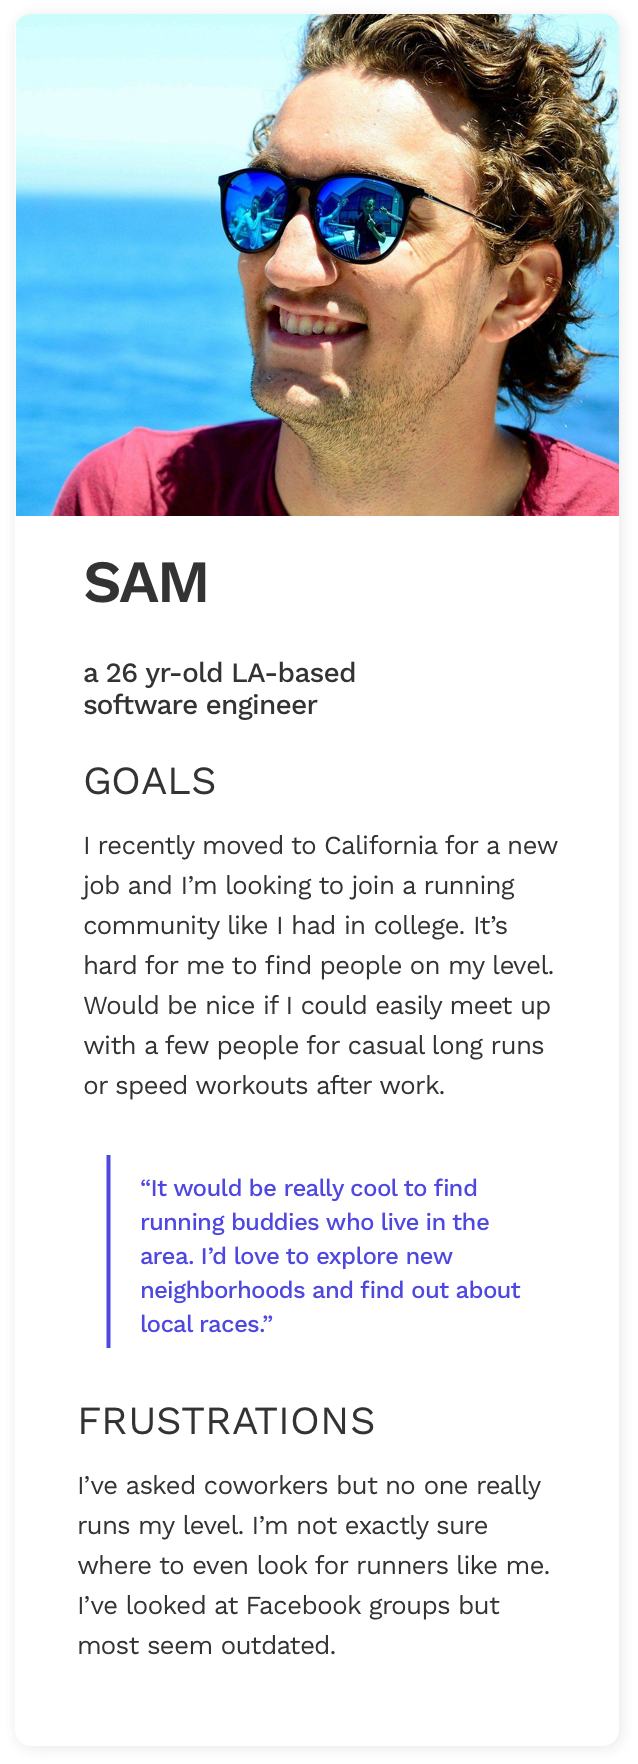 SAM
a 26 yr-old LA-based
software engineer
GOALS
I recently moved to California for a new
job and I’m looking to join a running
community like I had in college. It’s
hard for me to find people on my level.
Would be nice if I could easily meet up
with a few people for casual long runs
or speed workouts after work.
“It would be really cool to find
running buddies who live in the
area. I’d love to explore new
neighborhoods and find out about
local races.”
FRUSTRATIONS
I’ve asked coworkers but no one really
runs my level. I’m not exactly sure
where to even look for runners like me.
I’ve looked at Facebook groups but
most seem outdated.